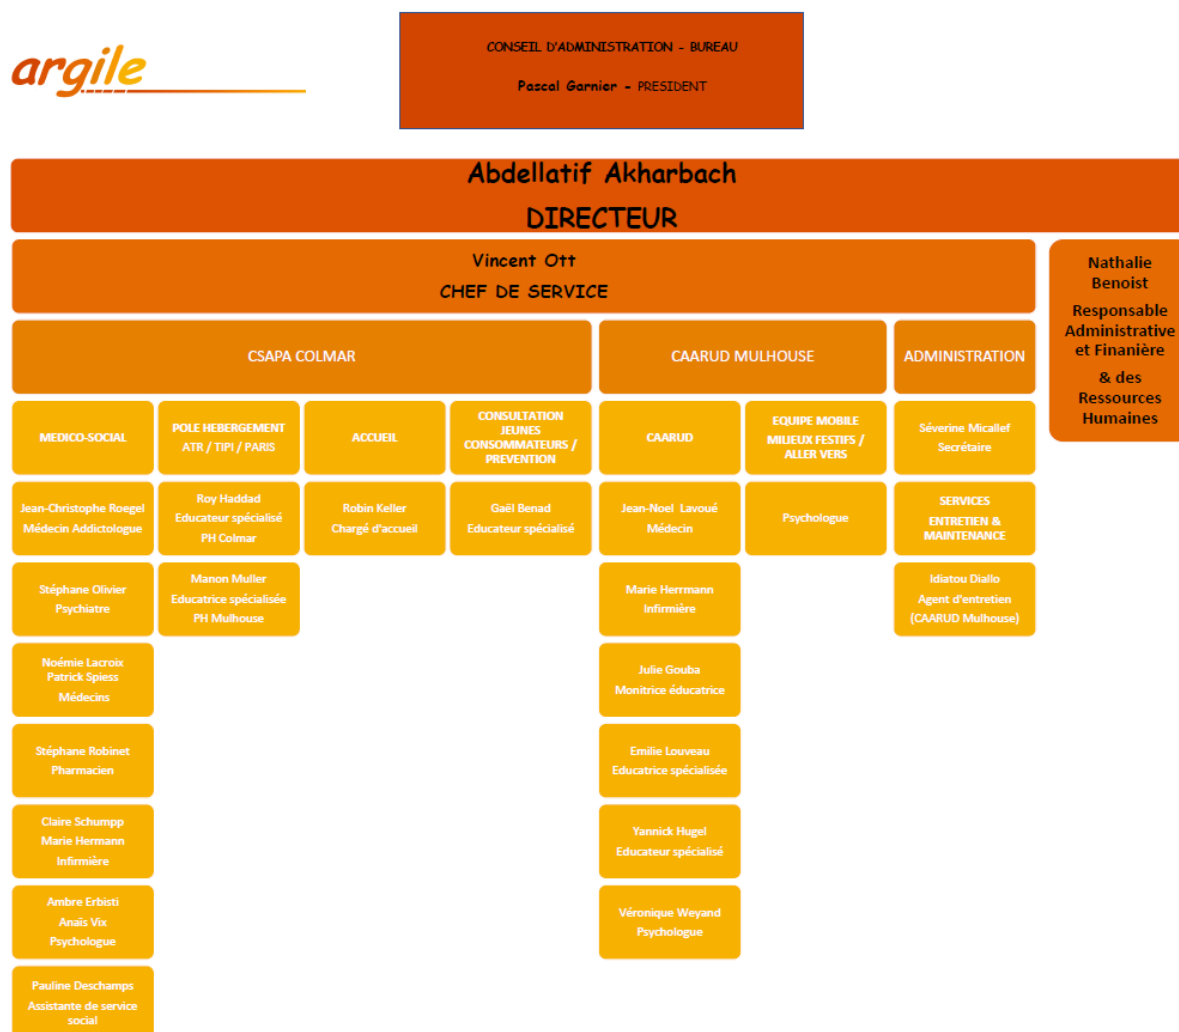 argile
CONSEIL D'ADMINISTRATION - BUREAU
Pascal Garnier - PRESIDENT
Abdellatif Akharbach
DIRECTEUR
Vincent Ott
CHEF DE SERVICE
Nathalie
Benoist
Responsable
Administrative
et Finanière
& des
Ressources
Humaines
CSAPA COLMAR
CAARUD MULHOUSE
ADMINISTRATION
MEDICO-SOCIAL
POLE HEBERGEMENT
ATR / TIPI / PARIS
ACCUEIL
CONSULTATION
JEUNES
CONSOMMATEURS /
PREVENTION
CAARUD
EQUIPE MOBILE
MILIEUX FESTIFS /
ALLER VERS
Séverine Micallef
Secrétaire
Jean-Christophe Roegel
Médecin Addictologue
Roy Haddad
Educateur spécialisé
PH Colmar
Robin Keller
Chargé d'accueil
Gaël Benad
Educateur spécialisé
Jean-Noel Lavoué
Médecin
Psychologue
SERVICES
ENTRETIEN &
MAINTENANCE
Stéphane Olivier
Psychiatre
Manon Muller
Educatrice spécialisée
PH Mulhouse
Marie Herrmann
Infirmière
Idiatou Diallo
Agent d'entretien
(CAARUD Mulhouse)
Noémie Lacroix
Patrick Spiess
Médecins
Julie Gouba
Monitrice éducatrice
Stéphane Robinet
Pharmacien
Emilie Louveau
Educatrice spécialisée
Claire Schumpp
Marie Hermann
Infirmière
Yannick Hugel
Educateur spécialisé
Ambre Erbisti
Anaïs Vix
Psychologue
Véronique Weyand
Psychologue
Pauline Deschamps
Assistante de service
social